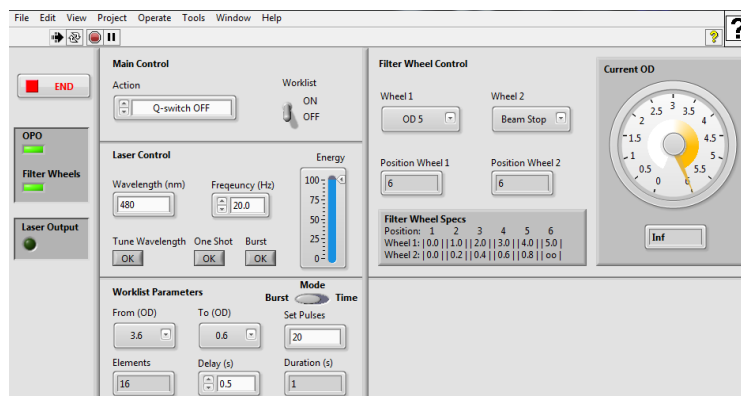 File Edit View Project Operate Tools Window Help
?
?
END
OPO
Filter Wheels
Laser Output
Main Control
Action
Q-switch OFF
Worklist
ON
OFF
Laser Control
Energy
Wavelength (nm)
480
Freqeuncy (Hz)
20.0
100
75
50
25
0
Tune Wavelength One Shot Burst
OK OK OK
Worklist Parameters
Mode
Burst Time
From (OD)
3.6
To (OD)
0.6
Set Pulses
20
Elements
16
Delay (s)
0.5
Duration (s)
1
Filter Wheel Control
Wheel 1
OD 5
Wheel 2
Beam Stop
Position Wheel 1
6
Position Wheel 2
6
Filter Wheel Specs
Position: 1 2 3 4 5 6
Wheel 1: | 0.0 | | 1.0 | | 2.0 | | 3.0 | | 4.0 | | 5.0 |
Wheel 2: | 0.0 | | 0.2 | | 0.4 | | 0.6 | | 0.8 | | oo |
Current OD
0 0.5 1 1.5 2 2.5 3 3.5 4 4.5 5 5.5 6
Inf